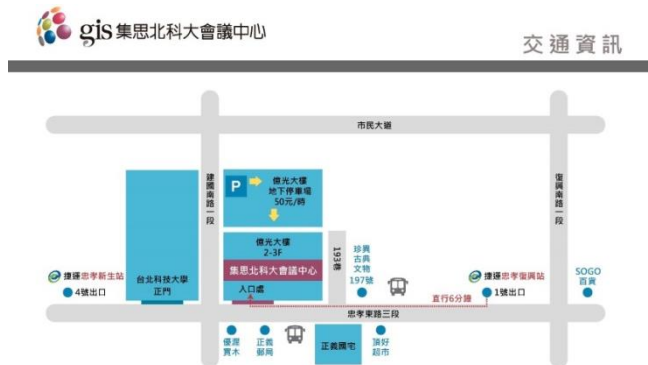 gis 集思北科大會議中心
交通資訊
市民大道
建國南路一段
復興南路一段
P
億光大樓
地下停車場
50元/時
億光大樓
2-3F
集思北科大會議中心
人口處
193巷
珍異
古典
文物
197號
捷運忠孝新生站
4號出口
台北科技大學
正門
捷運忠孝復興站
1號出口
SOGO
百貨
直行6分鐘
忠孝東路三段
優渥
實木
正義
郵局
正義國宅
頂好
超市